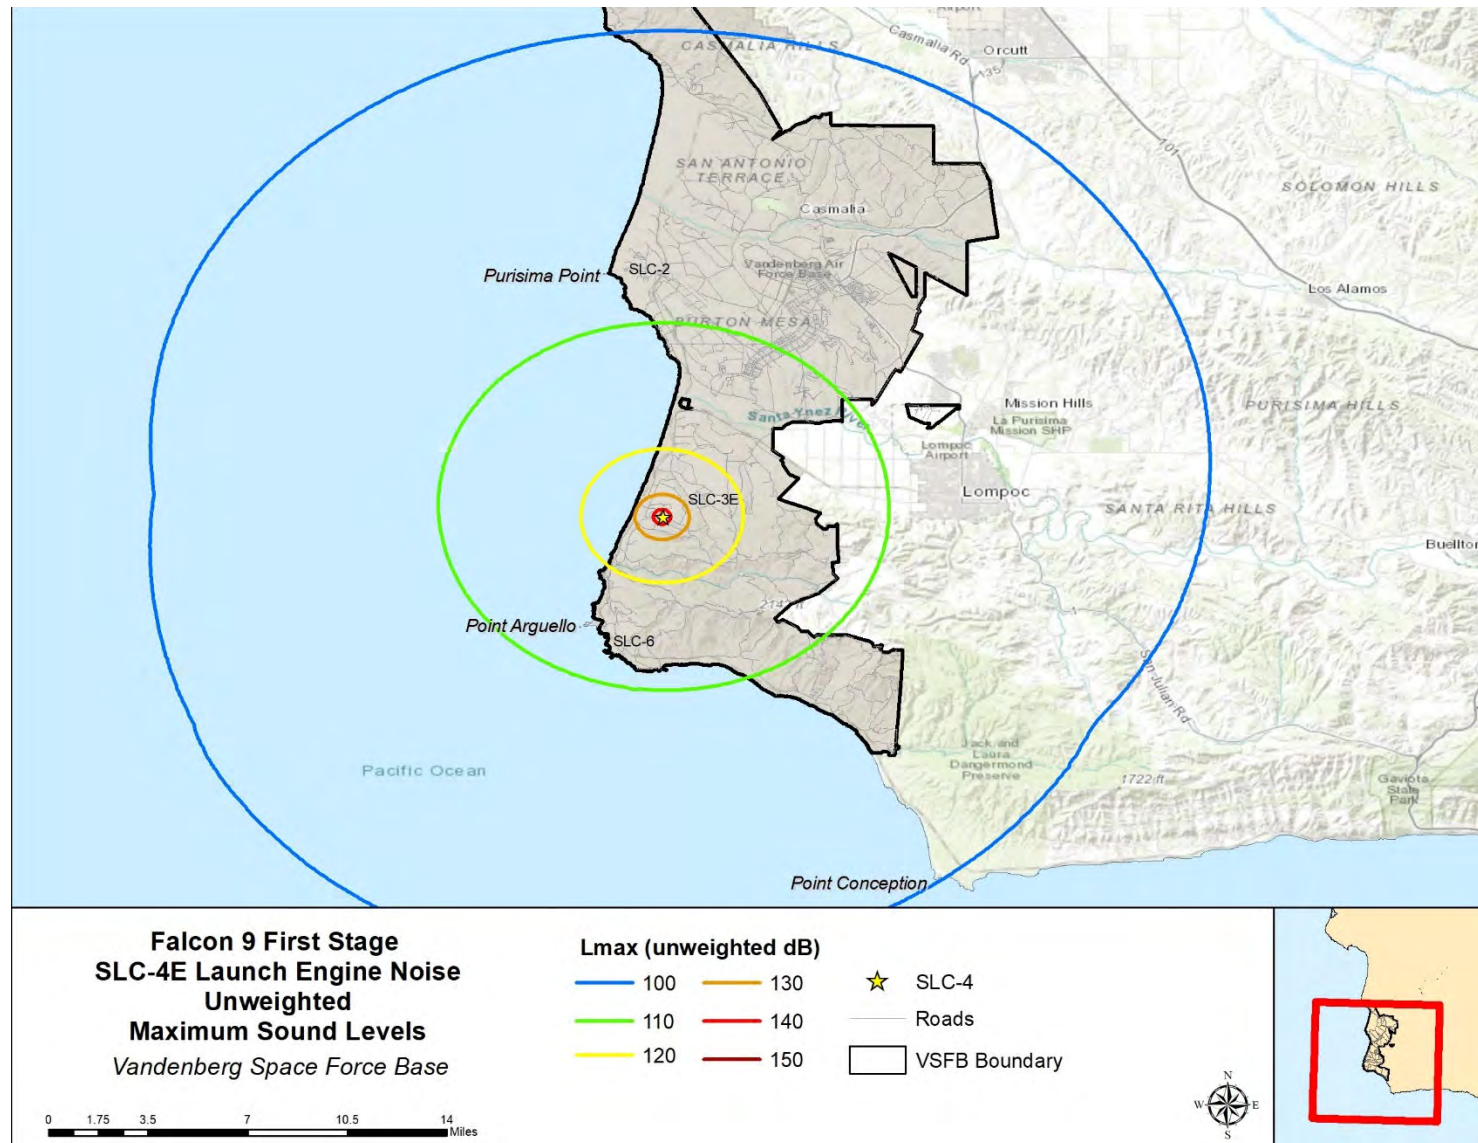 Airport
CASMALIA HILLS
Casmalia Rd
Orcutt
135
101
SAN ANTONIO
TERRACE
SOLOMON HILLS
Casmalia
Purisima Point
SLC-2
Vandenberg Air
Force Base
Los Alamos
BURTON MESA
Mission Hills
La Purisima
Mission SHP
PURISIMA HILLS
Santa Ynez River
Lompoc
Airport
SLC-3E
Lompoc
SANTA RITA HILLS
Buellton
Point Arguello
SLC-6
San Julian Rd
Pacific Ocean
Jack and
Laura
Dangermond
Preserve
1722 ft
Gaviota
State
Park
Point Conception
Falcon 9 First Stage
SLC-4E Launch Engine Noise
Unweighted
Maximum Sound Levels
Vandenberg Space Force Base
0 1.75 3.5 7 10.5 14
Miles
Lmax (unweighted dB)
100 130
110 140
120 150
SLC-4
Roads
VSFB Boundary
N
W E
S